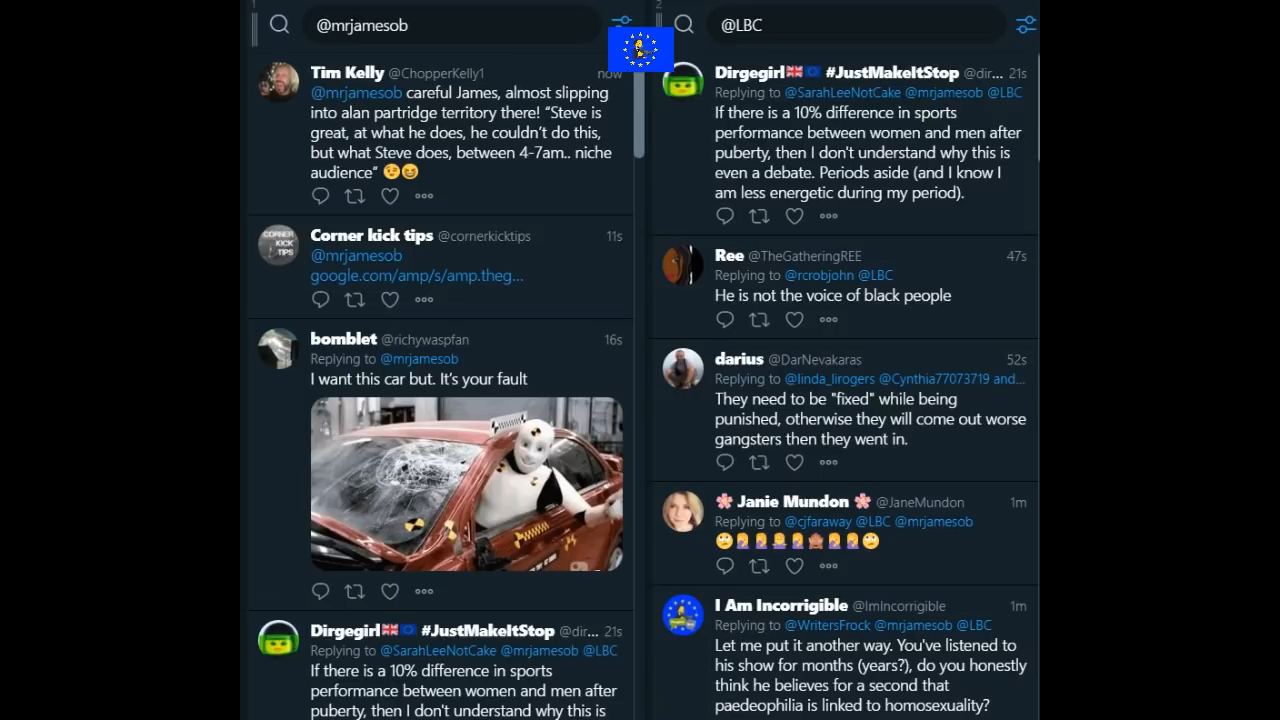 1
@mrjamesob
Tim Kelly @ChopperKelly1 now
@mrjamesob careful James, almost slipping
into alan partridge territory there! “Steve is
great, at what he does, he couldn’t do this,
but what Steve does, between 4-7am.. niche
audience” 😉😆
Corner kick tips @cornerkicktips 11s
@mrjamesob
google.com/amp/s/amp.theg...
CORNER
KICK
TIPS
bomblet @richywaspfan 16s
Replying to @mrjamesob
I want this car but. It’s your fault
Dirgegirl🇬🇧🇪🇺 #JustMakeItStop @dir... 21s
Replying to @SarahLeeNotCake @mrjamesob @LBC
If there is a 10% difference in sports
performance between women and men after
puberty, then I don't understand why this is
2
@LBC
Dirgegirl🇬🇧🇪🇺 #JustMakeItStop @dir... 21s
Replying to @SarahLeeNotCake @mrjamesob @LBC
If there is a 10% difference in sports
performance between women and men after
puberty, then I don't understand why this is
even a debate. Periods aside (and I know I
am less energetic during my period).
Ree @TheGatheringREE 47s
Replying to @rcrobjohn @LBC
He is not the voice of black people
darius @DarNevakaras 52s
Replying to @linda_lirogers @Cynthia77073719 and...
They need to be "fixed" while being
punished, otherwise they will come out worse
gangsters then they went in.
🌸 Janie Mundon 🌸 @JaneMundon 1m
Replying to @cjfaraway @LBC @mrjamesob
🙄🤦‍♀️🤦‍♀️🙎‍♀️🤦‍♀️🙈🤦‍♀️🤦‍♀️🙄
I Am Incorrigible @ImIncorrigible 1m
Replying to @WritersFrock @mrjamesob @LBC
Let me put it another way. You've listened to
his show for months (years?), do you honestly
think he believes for a second that
paedeophilia is linked to homosexuality?